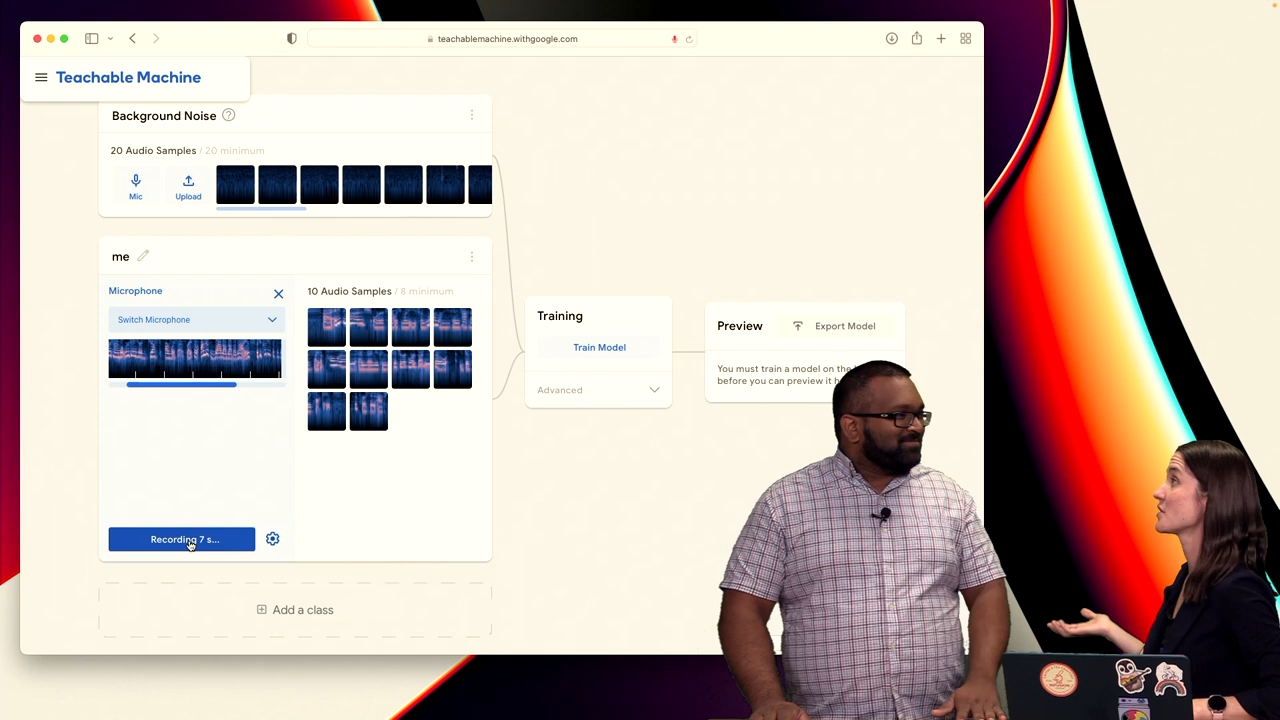 teachablemachine.withgoogle.com
Teachable Machine
Background Noise
20 Audio Samples / 20 minimum
Mic
Upload
me
Microphone
Switch Microphone
10 Audio Samples / 8 minimum
Recording 7 s...
Add a class
Training
Train Model
Advanced
Preview
Export Model
You must train a model on the
before you can preview it